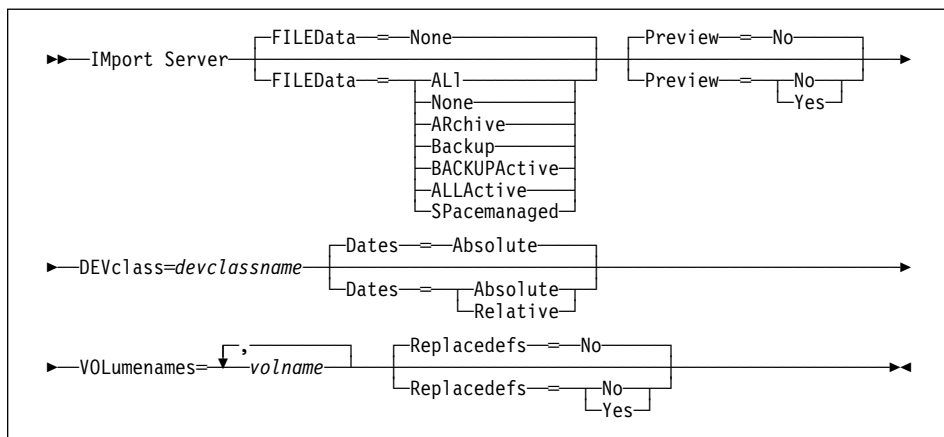 FILEData = None Preview = No
IMport Server
FILEData = ALl Preview = No
None Yes
ARchive
Backup
BACKUPActive
ALLActive
SPacemanaged
Dates = Absolute
DEVclass=devclassname
Dates = Absolute
Relative
, Replacedefs = No
VOLumenames= volname
Replacedefs = No
Yes